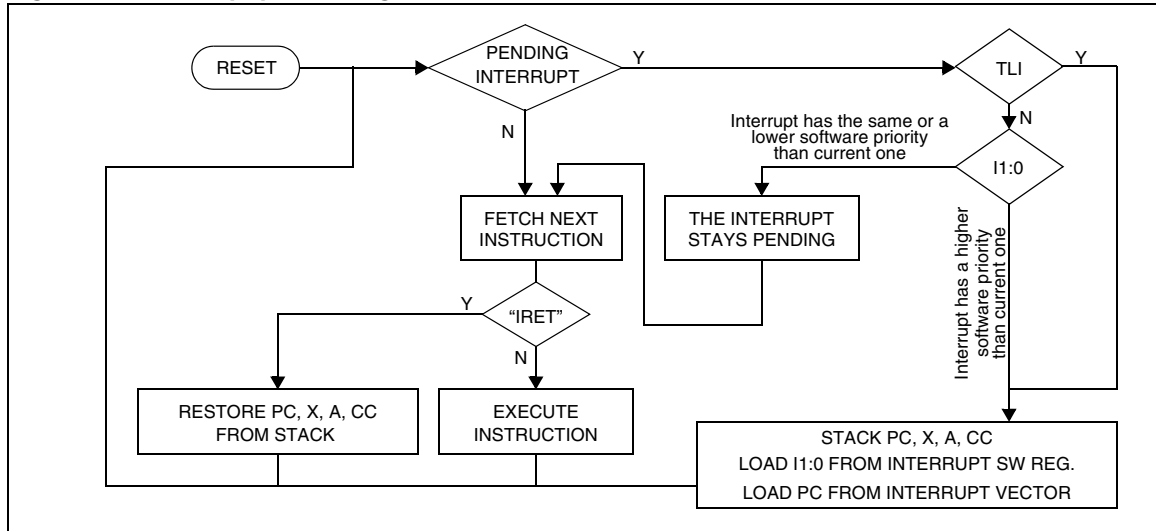 RESET
PENDING
INTERRUPT
Y
TLI
Y
N
N
Interrupt has the same or a
lower software priority
than current one
I1:0
FETCH NEXT
INSTRUCTION
THE INTERRUPT
STAYS PENDING
Interrupt has a higher
software priority
than current one
Y
“IRET”
N
RESTORE PC, X, A, CC
FROM STACK
EXECUTE
INSTRUCTION
STACK PC, X, A, CC
LOAD I1:0 FROM INTERRUPT SW REG.
LOAD PC FROM INTERRUPT VECTOR